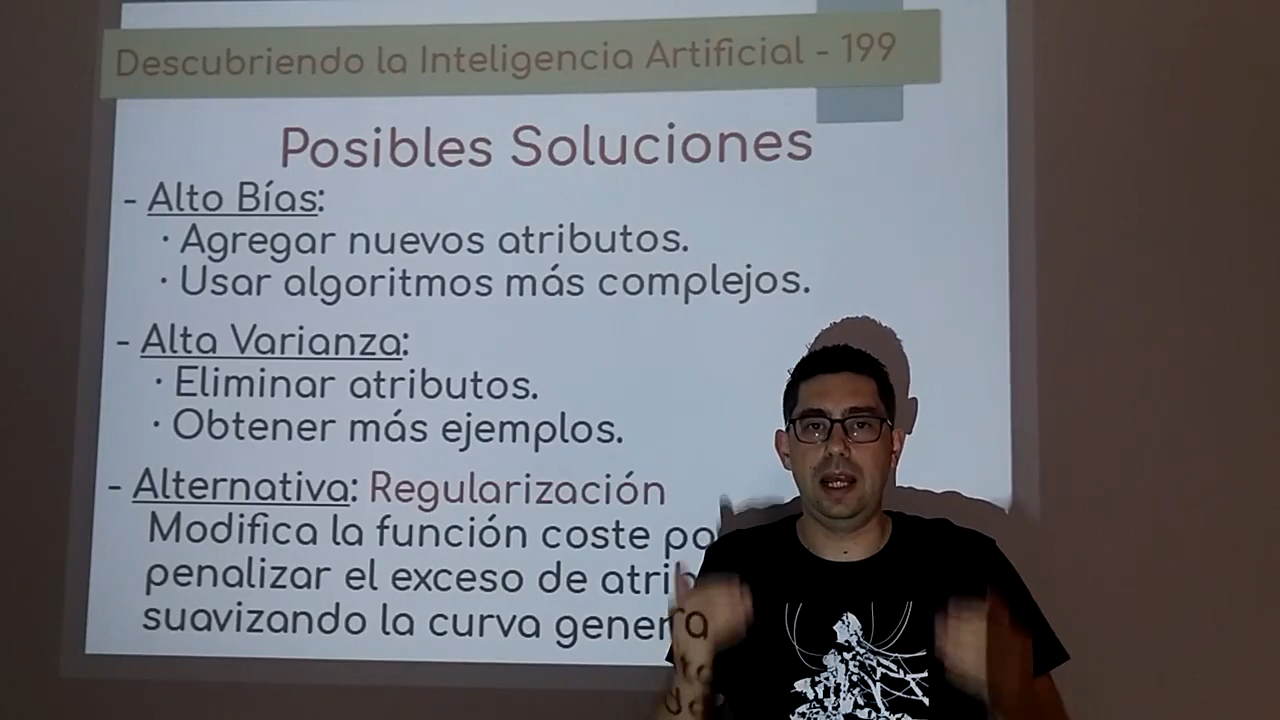 Descubriendo la Inteligencia Artificial - 199
Posibles Soluciones
- Alto Bías:
· Agregar nuevos atributos.
· Usar algoritmos más complejos.
- Alta Varianza:
· Eliminar atributos.
· Obtener más ejemplos.
- Alternativa: Regularización
Modifica la función coste
penalizar el exceso de
suavizando la curva